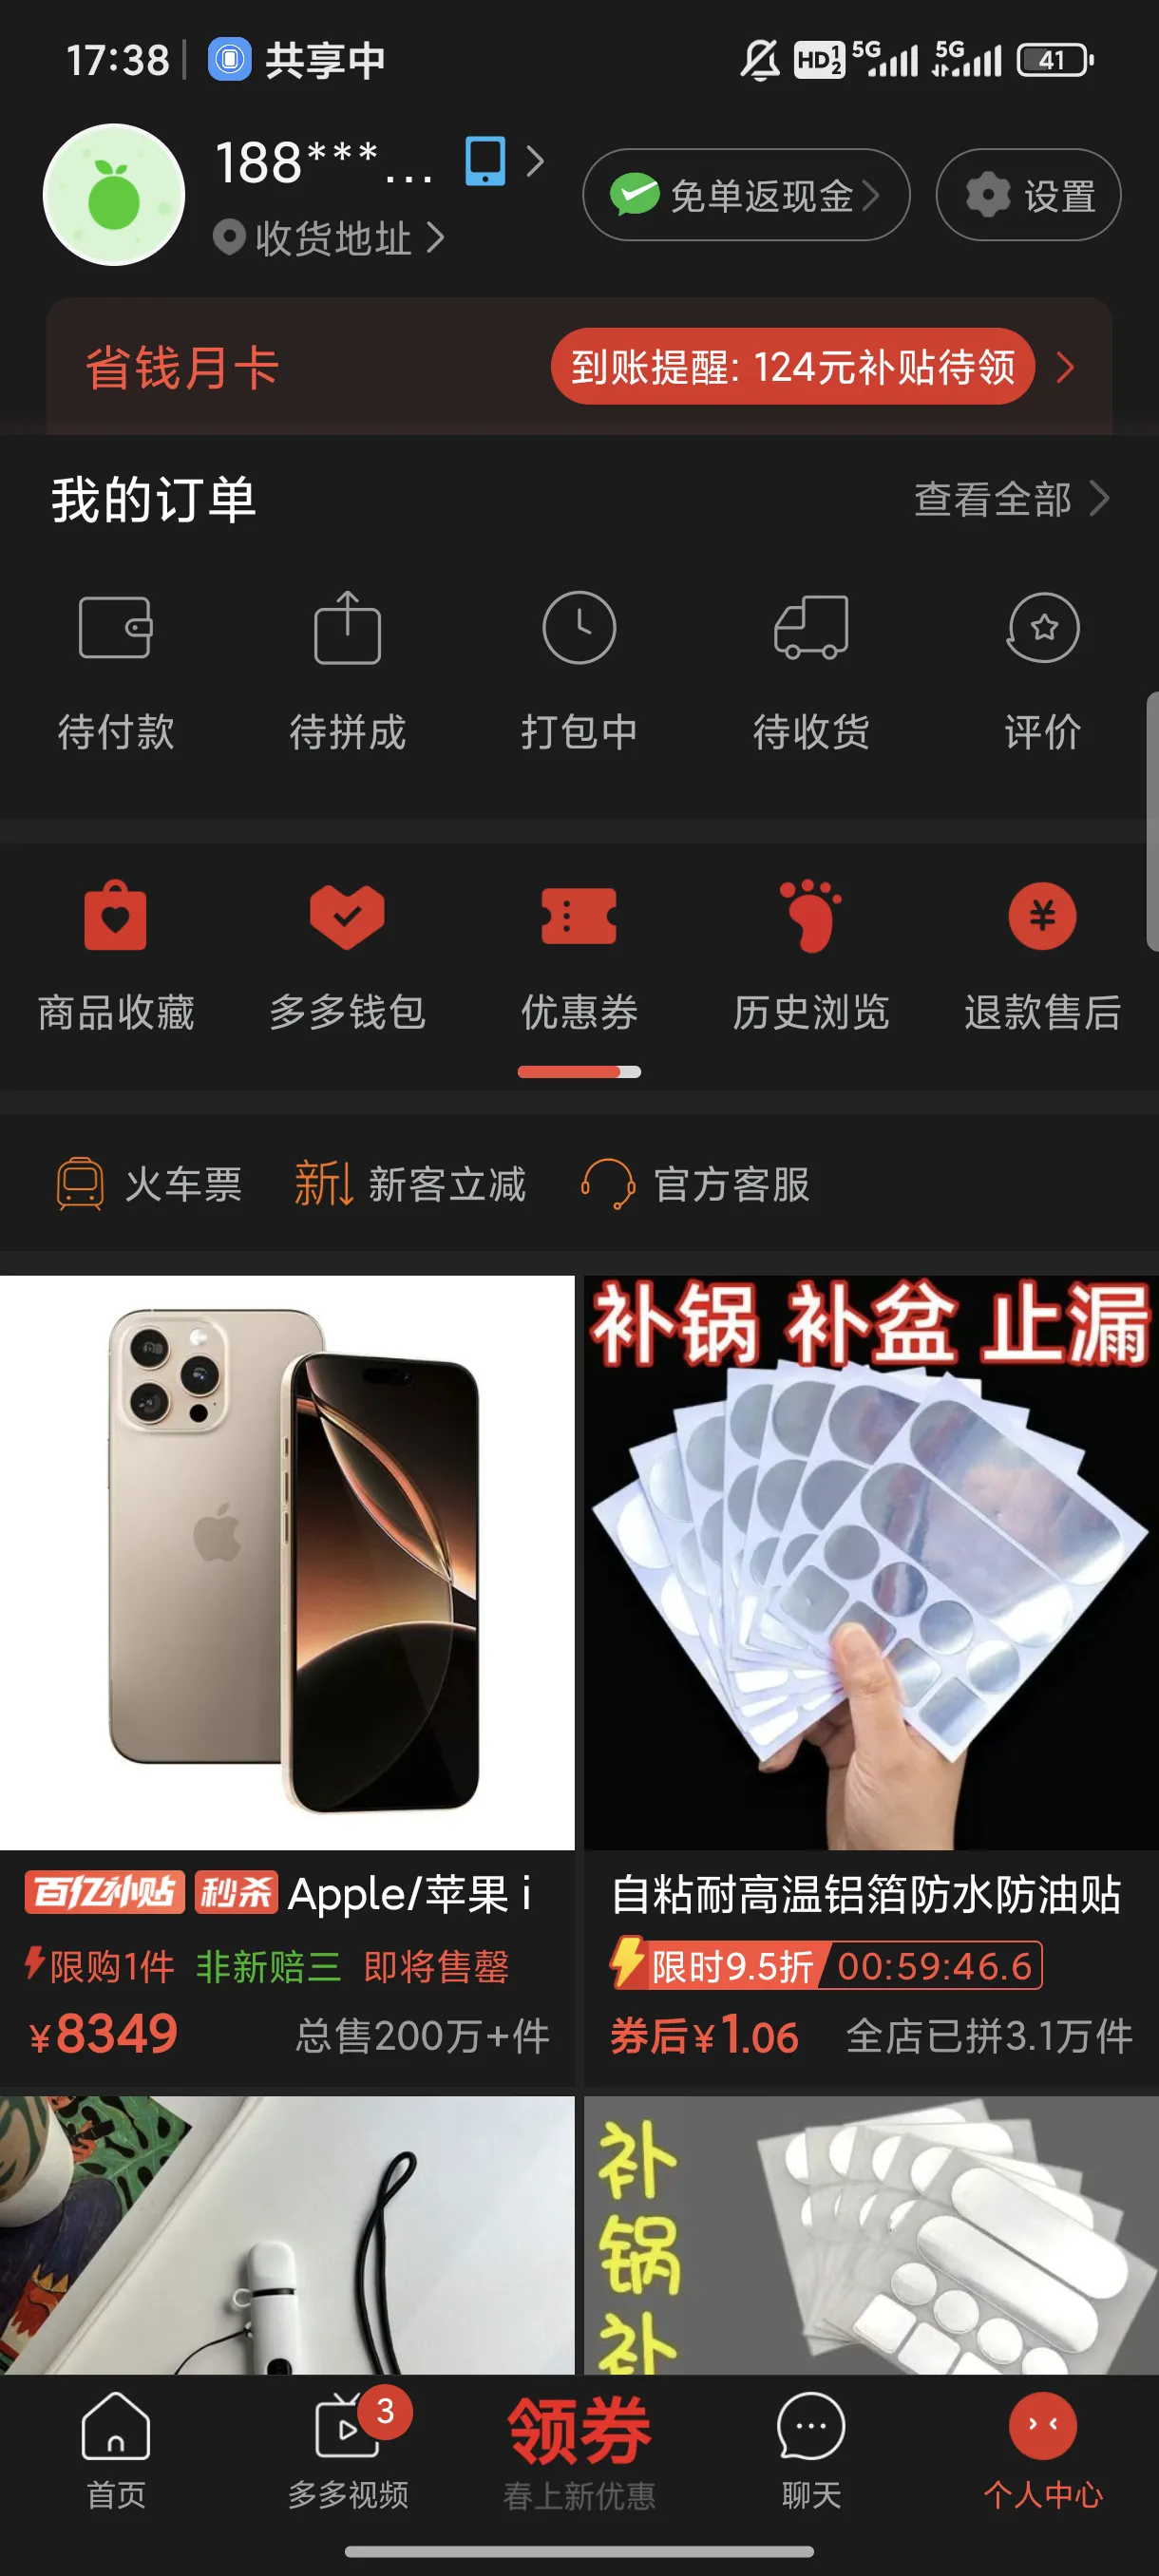 17:38
共享中
HD 1 2
5G
5G
41
188***...
免单返现金
设置
收货地址
省钱月卡
到账提醒: 124元补贴待领
我的订单
查看全部
待付款
待拼成
打包中
待收货
评价
商品收藏
多多钱包
优惠券
历史浏览
退款售后
火车票
新
新客立减
官方客服
补锅 补盆 止漏
百亿补贴 秒杀 Apple/苹果 i
限购1件 非新赔三 即将售罄
¥8349 总售200万+件
自粘耐高温铝箔防水防油贴
限时9.5折 00:59:46.6
券后¥1.06 全店已拼3.1万件
补
锅
补
首页
3
多多视频
领券
春上新优惠
聊天
个人中心